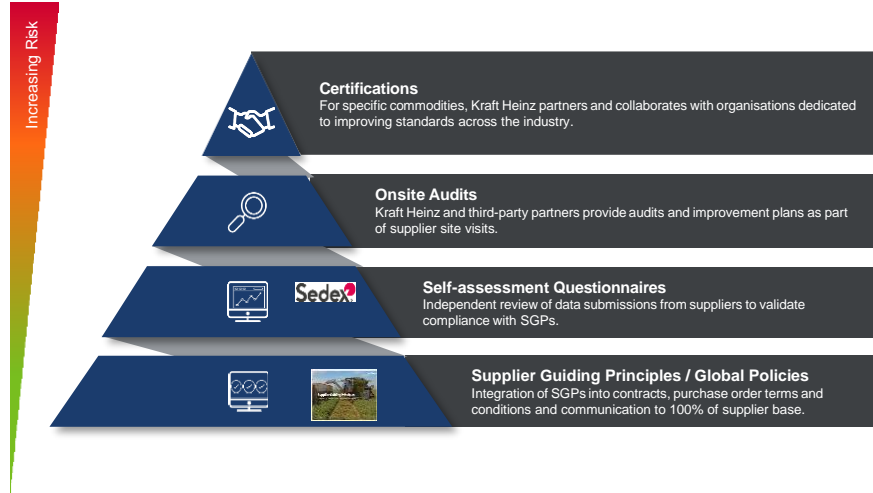 Increasing Risk
Certifications
For specific commodities, Kraft Heinz partners and collaborates with organisations dedicated
to improving standards across the industry.
Onsite Audits
Kraft Heinz and third-party partners provide audits and improvement plans as part
of supplier site visits.
Sedex
Self-assessment Questionnaires
Independent review of data submissions from suppliers to validate
compliance with SGPs.
Supplier Guiding Principles / Global Policies
Integration of SGPs into contracts, purchase order terms and
conditions and communication to 100% of supplier base.